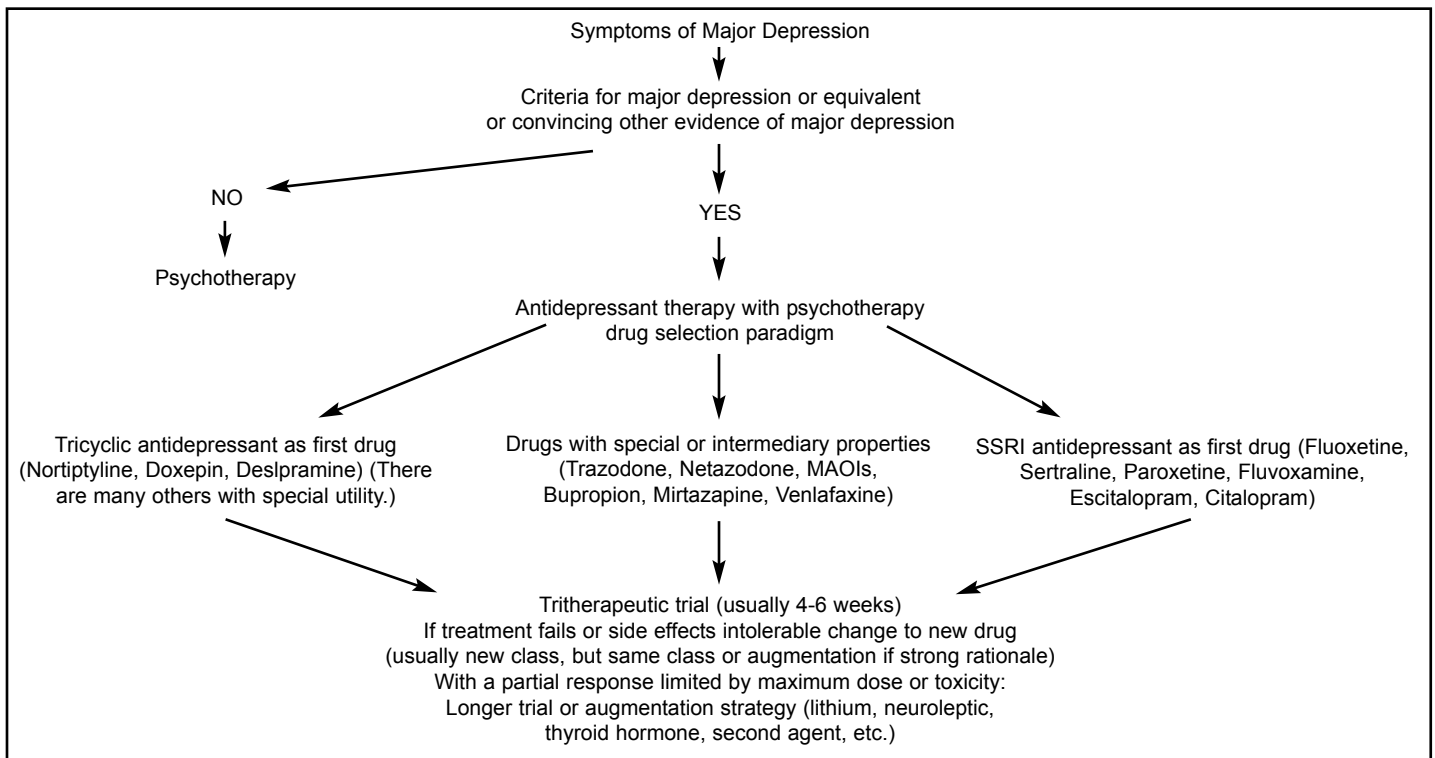 Symptoms of Major Depression
Criteria for major depression or equivalent
or convincing other evidence of major depression
NO
YES
Psychotherapy
Antidepressant therapy with psychotherapy
drug selection paradigm
Tricyclic antidepressant as first drug
(Nortiptyline, Doxepin, Deslpramine) (There
are many others with special utility.)
Drugs with special or intermediary properties
(Trazodone, Netazodone, MAOIs,
Bupropion, Mirtazapine, Venlafaxine)
SSRI antidepressant as first drug (Fluoxetine,
Sertraline, Paroxetine, Fluvoxamine,
Escitalopram, Citalopram)
Tritherapeutic trial (usually 4-6 weeks)
If treatment fails or side effects intolerable change to new drug
(usually new class, but same class or augmentation if strong rationale)
With a partial response limited by maximum dose or toxicity:
Longer trial or augmentation strategy (lithium, neuroleptic,
thyroid hormone, second agent, etc.)